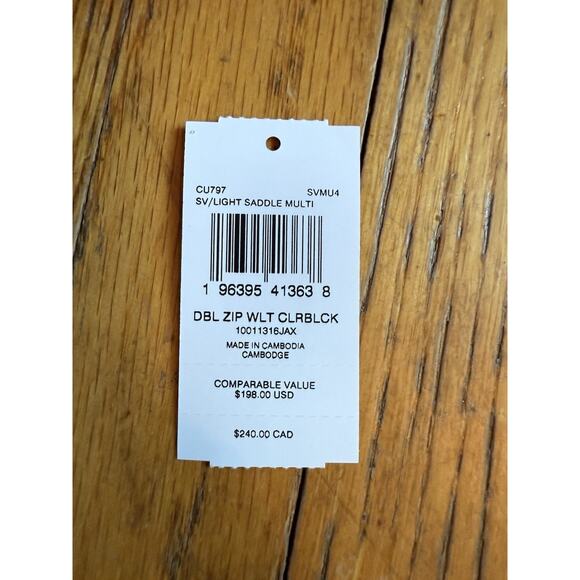 CU797 SVMU4
SV/LIGHT SADDLE MULTI
1 96395 41363 8
DBL ZIP WLT CLRBLCK
10011316JAX
MADE IN CAMBODIA
CAMBODGE
COMPARABLE VALUE
$198.00 USD
$240.00 CAD